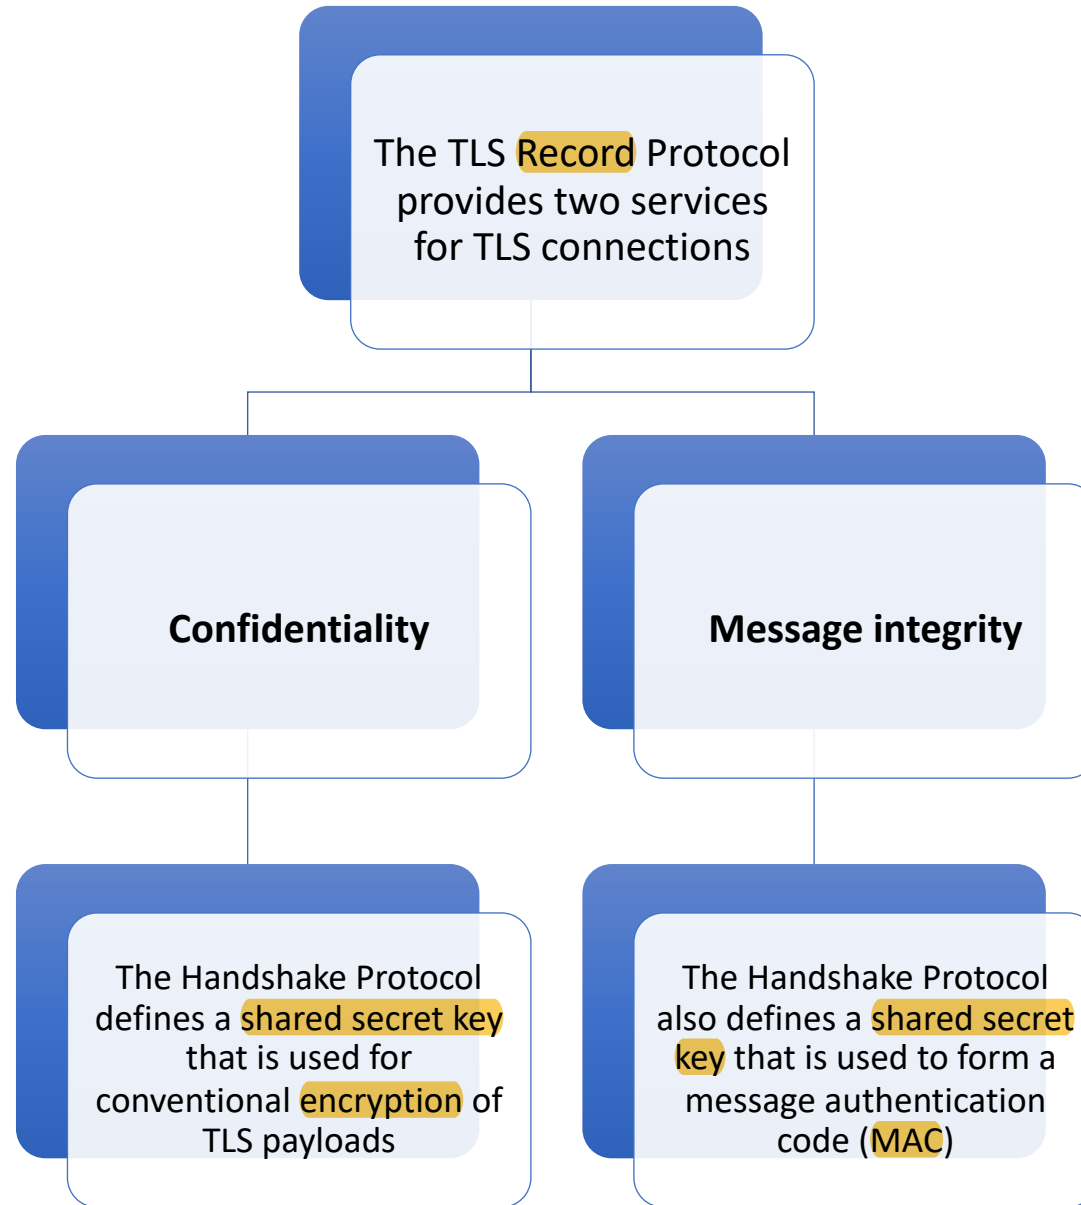 The TLS Record Protocol
provides two services
for TLS connections
Confidentiality
Message integrity
The Handshake Protocol
defines a shared secret key
that is used for
conventional encryption of
TLS payloads
The Handshake Protocol
also defines a shared secret
key that is used to form a
message authentication
code (MAC)